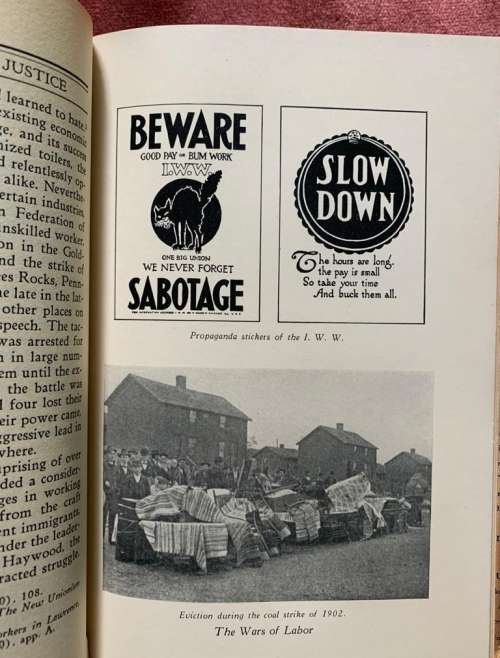 JUSTICE
learned to hate
existing economic
ge, and its success
nized toilers, the
d relentlessly op-
alike. Neverthe-
ertain industries,
n Federation of
unskilled worker.
on in the Gold-
nd the strike of
es Rocks, Penn-
ne late in the lat-
other places on
speech. The tac-
was arrested for
n in large num-
em until the ex-
the battle was
d four lost their
eir power came,
ggressive lead in
where.
prising of over
ded a consider-
ges in working
from the craft
ent immigrants,
nder the leader-
Haywood, the
racted struggle.
0), 108.
The New Unionism
orkers in Lawrence,
0), app. A.
BEWARE
GOOD PAY OR BUM WORK
I.W.W.
ONE BIG UNION
WE NEVER FORGET
SABOTAGE
SLOW
DOWN
The hours are long,
the pay is small
So take your time
And buck them all.
Propaganda stickers of the I. W. W.
Eviction during the coal strike of 1902.
The Wars of Labor